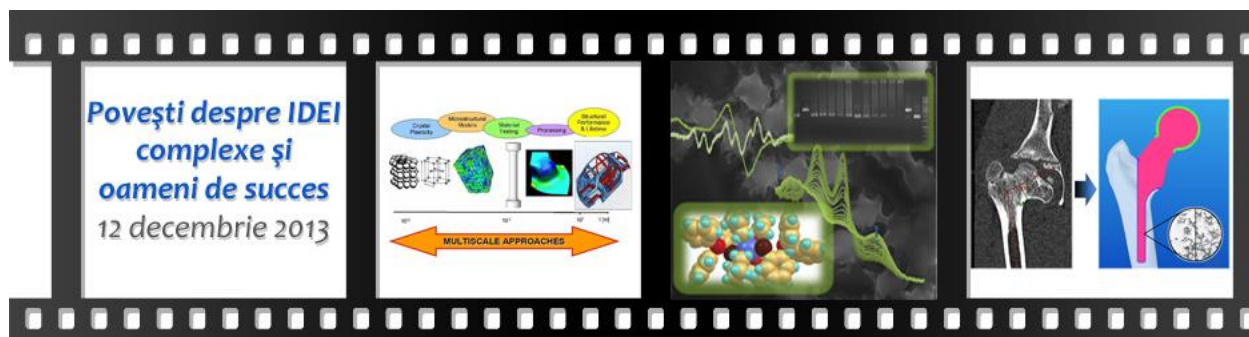 Povești despre IDEI
complexe și
oameni de succes
12 decembrie 2013
Crystal
Plasticity
Microstructural
Models
Material
Testing
Processing
Structural
Performance
& Lifetime
MULTISCALE APPROACHES